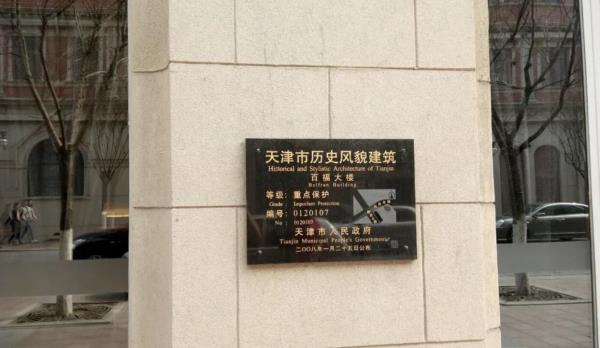 天津市历史风貌建筑
Historical and Stylistic Architecture of Tianjin
百福大楼
Belfran Building
等级：重点保护
Grade： Important Protection
编号：0120107
No： 0120107
天津市人民政府
Tianjin Municipal People's Government
二〇〇八年一月二十五日公布